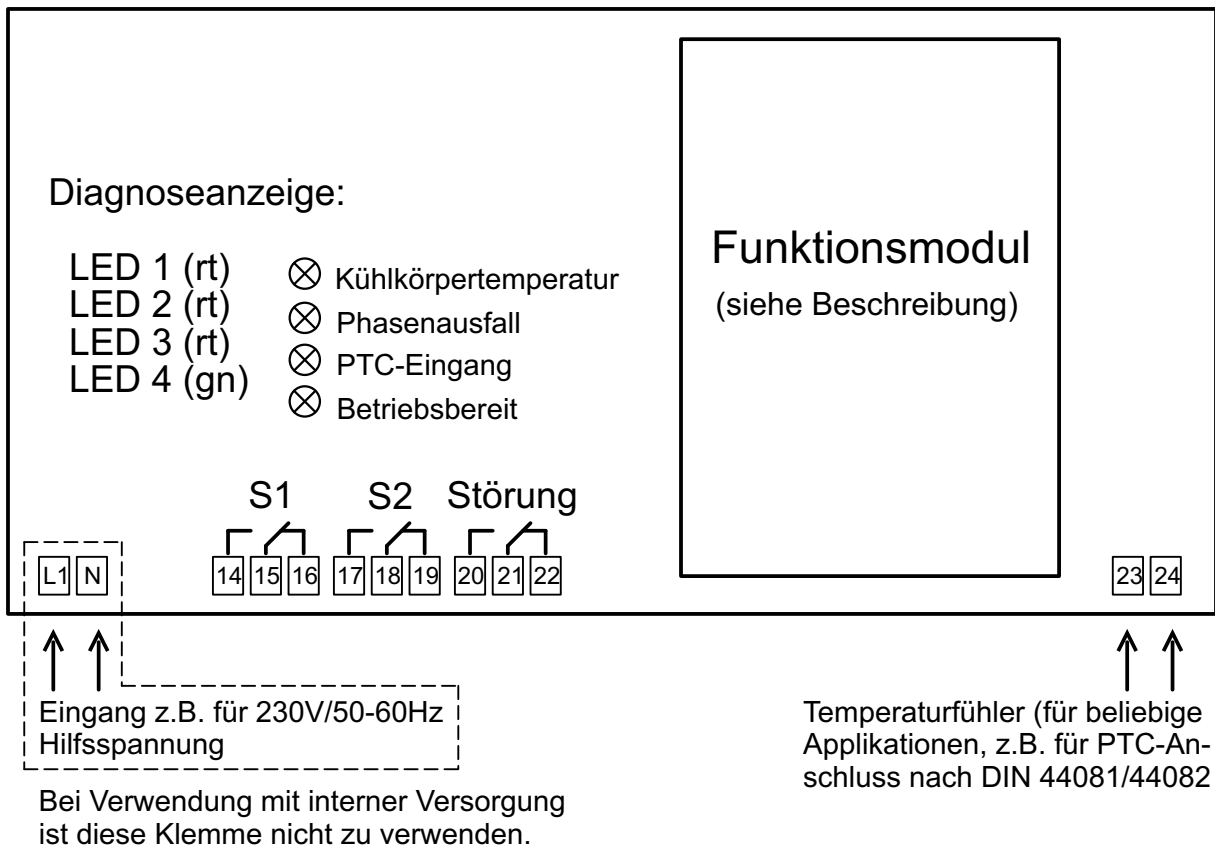 Diagnoseanzeige:
LED 1 (rt)
Kühlkörpertemperatur
LED 2 (rt)
Phasenausfall
LED 3 (rt)
PTC-Eingang
LED 4 (gn)
Betriebsbereit
Funktionsmodul
(siehe Beschreibung)
S1 S2 Störung
L1 N 14 15 16 17 18 19 20 21 22 23 24
Eingang z.B. für 230V/50-60Hz
Hilfsspannung
Bei Verwendung mit interner Versorgung
ist diese Klemme nicht zu verwenden.
Temperaturfühler (für beliebige
Applikationen, z.B. für PTC-An-
schluss nach DIN 44081/44082